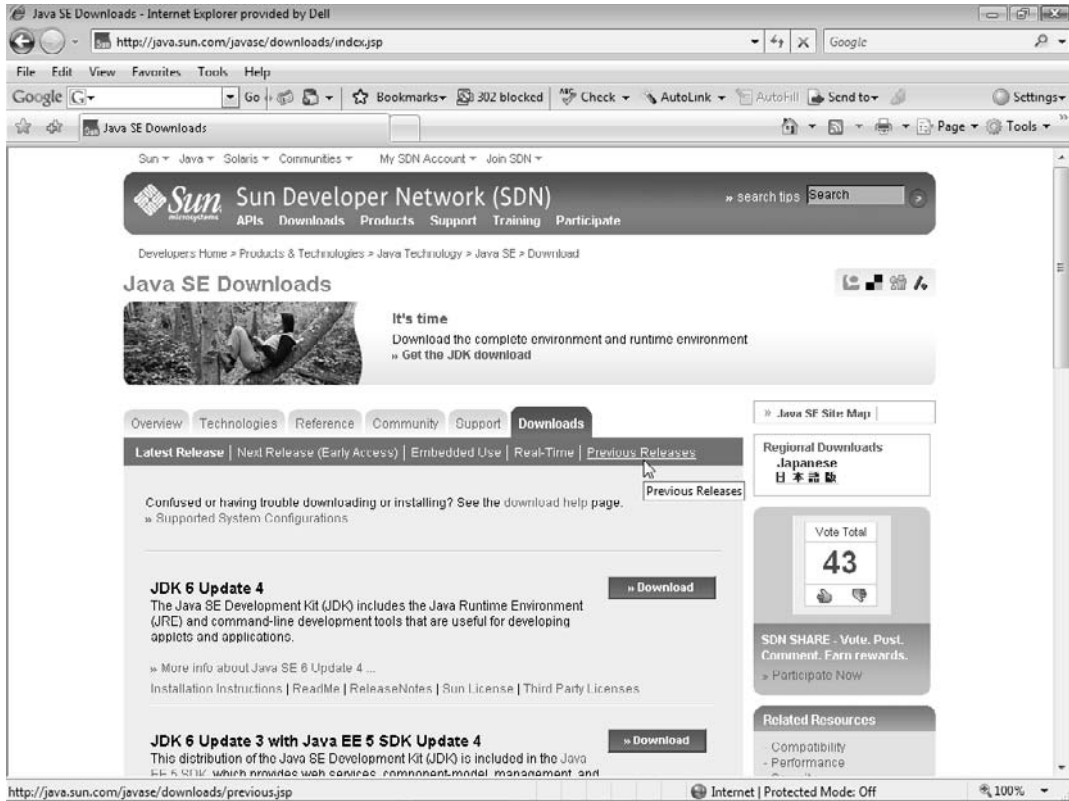 Java SE Downloads - Internet Explorer provided by Dell
http://java.sun.com/javase/downloads/index.jsp
Google
File Edit View Favorites Tools Help
Google G Go Bookmarks 302 blocked ABC Check AutoLink AutoFill Send to Settings
Java SE Downloads
Page Tools »
Sun Java Solaris Communities My SDN Account Join SDN
Sun microsystems
Sun Developer Network (SDN)
» search tips Search
APIs Downloads Products Support Training Participate
Developers Home > Products & Technologies > Java Technology > Java SE > Download
Java SE Downloads
It's time
Download the complete environment and runtime environment
» Get the JDK download
Overview Technologies Reference Community Support Downloads
Latest Release | Next Release (Early Access) | Embedded Use | Real-Time | Previous Releases
Previous Releases
Confused or having trouble downloading or installing? See the download help page.
» Supported System Configurations
JDK 6 Update 4
» Download
The Java SE Development Kit (JDK) includes the Java Runtime Environment
(JRE) and command-line development tools that are useful for developing
applets and applications.
» More info about Java SE 6 Update 4 ...
Installation Instructions | ReadMe | ReleaseNotes | Sun License | Third Party Licenses
JDK 6 Update 3 with Java EE 5 SDK Update 4
» Download
This distribution of the Java SE Development Kit (JDK) is included in the Java
EE 5 SDK, which provides web services, component-model, management, and
» Java SE Site Map
Regional Downloads
Japanese
日本語版
Vote Total
43
SDN SHARE - Vote. Post.
Comment. Earn rewards.
» Participate Now
Related Resources
- Compatibility
- Performance
http://java.sun.com/javase/downloads/previous.jsp
Internet | Protected Mode: Off
100%